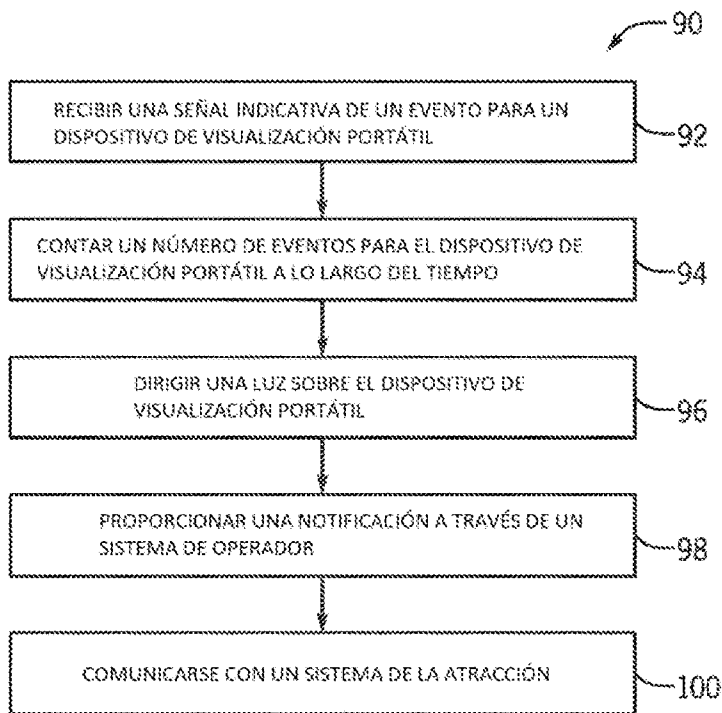 90
RECIBIR UNA SEÑAL INDICATIVA DE UN EVENTO PARA UN
DISPOSITIVO DE VISUALIZACIÓN PORTÁTIL
92
CONTAR UN NÚMERO DE EVENTOS PARA EL DISPOSITIVO DE
VISUALIZACIÓN PORTÁTIL A LO LARGO DEL TIEMPO
94
DIRIGIR UNA LUZ SOBRE EL DISPOSITIVO DE
VISUALIZACIÓN PORTÁTIL
96
PROPORCIONAR UNA NOTIFICACIÓN A TRAVÉS DE UN
SISTEMA DE OPERADOR
98
COMUNICARSE CON UN SISTEMA DE LA ATRACCIÓN
100